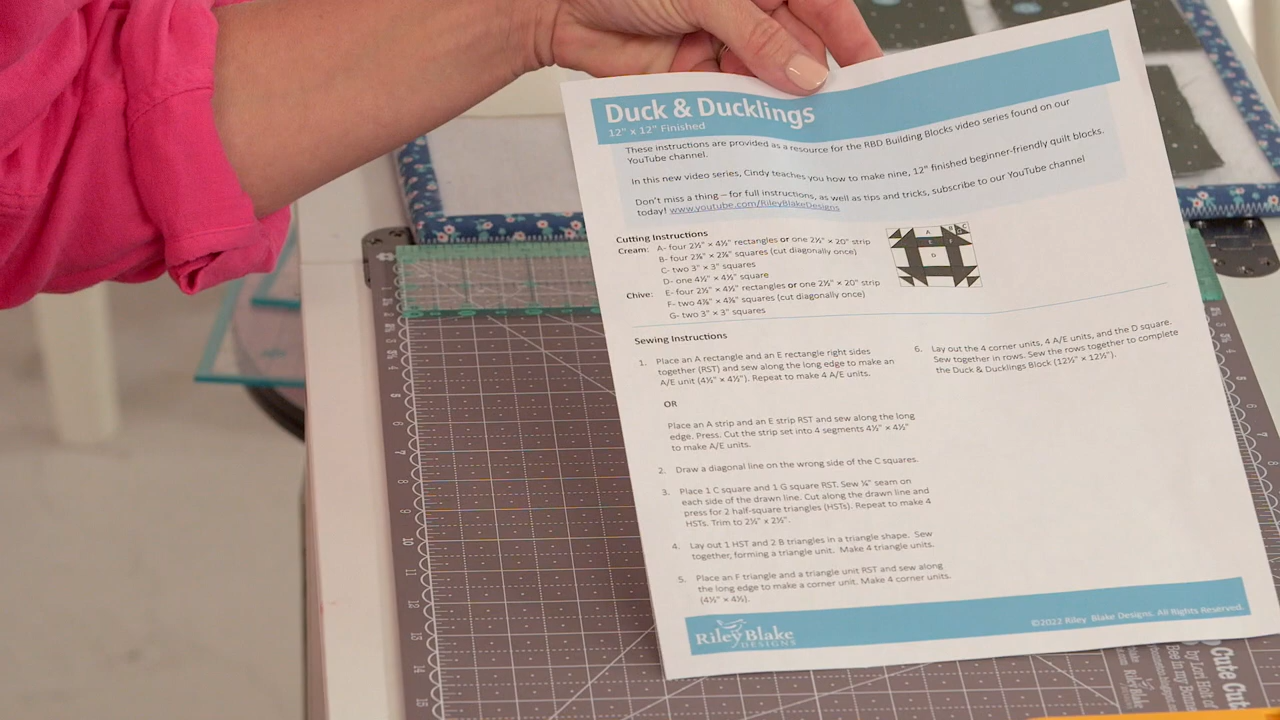 Duck & Ducklings
12" x 12" Finished
These instructions are provided as a resource for the RBD Building Blocks video series found on our
YouTube channel.
In this new video series, Cindy teaches you how to make nine, 12" finished beginner-friendly quilt blocks.
Don't miss a thing – for full instructions, as well as tips and tricks, subscribe to our YouTube channel
today! www.youtube.com/RileyBlakeDesigns
Cutting Instructions
Cream: A- four 2½" × 4½" rectangles or one 2½" × 20" strip
B- four 2⅞" × 2⅞" squares (cut diagonally once)
C- two 3" × 3" squares
D- one 4½" × 4½" square
Chive: E- four 2½" × 4½" rectangles or one 2½" × 20" strip
F- two 4⅞" × 4⅞" squares (cut diagonally once)
G- two 3" × 3" squares
Sewing Instructions
1. Place an A rectangle and an E rectangle right sides
together (RST) and sew along the long edge to make an
A/E unit (4½" × 4½"). Repeat to make 4 A/E units.
OR
Place an A strip and an E strip RST and sew along the long
edge. Press. Cut the strip set into 4 segments 4½" × 4½"
to make A/E units.
2. Draw a diagonal line on the wrong side of the C squares.
3. Place 1 C square and 1 G square RST. Sew ¼" seam on
each side of the drawn line. Cut along the drawn line and
press for 2 half-square triangles (HSTs). Repeat to make 4
HSTs. Trim to 2½" x 2½".
4. Lay out 1 HST and 2 B triangles in a triangle shape. Sew
together, forming a triangle unit. Make 4 triangle units.
5. Place an F triangle and a triangle unit RST and sew along
the long edge to make a corner unit. Make 4 corner units.
(4½" × 4½).
6. Lay out the 4 corner units, 4 A/E units, and the D square.
Sew together in rows. Sew the rows together to complete
the Duck & Ducklings Block (12½" × 12½").
Riley Blake
DESIGNS
©2022 Riley Blake Designs. All Rights Reserved.
Cute Cut
by Lori Holt of
Bee in my Bonn